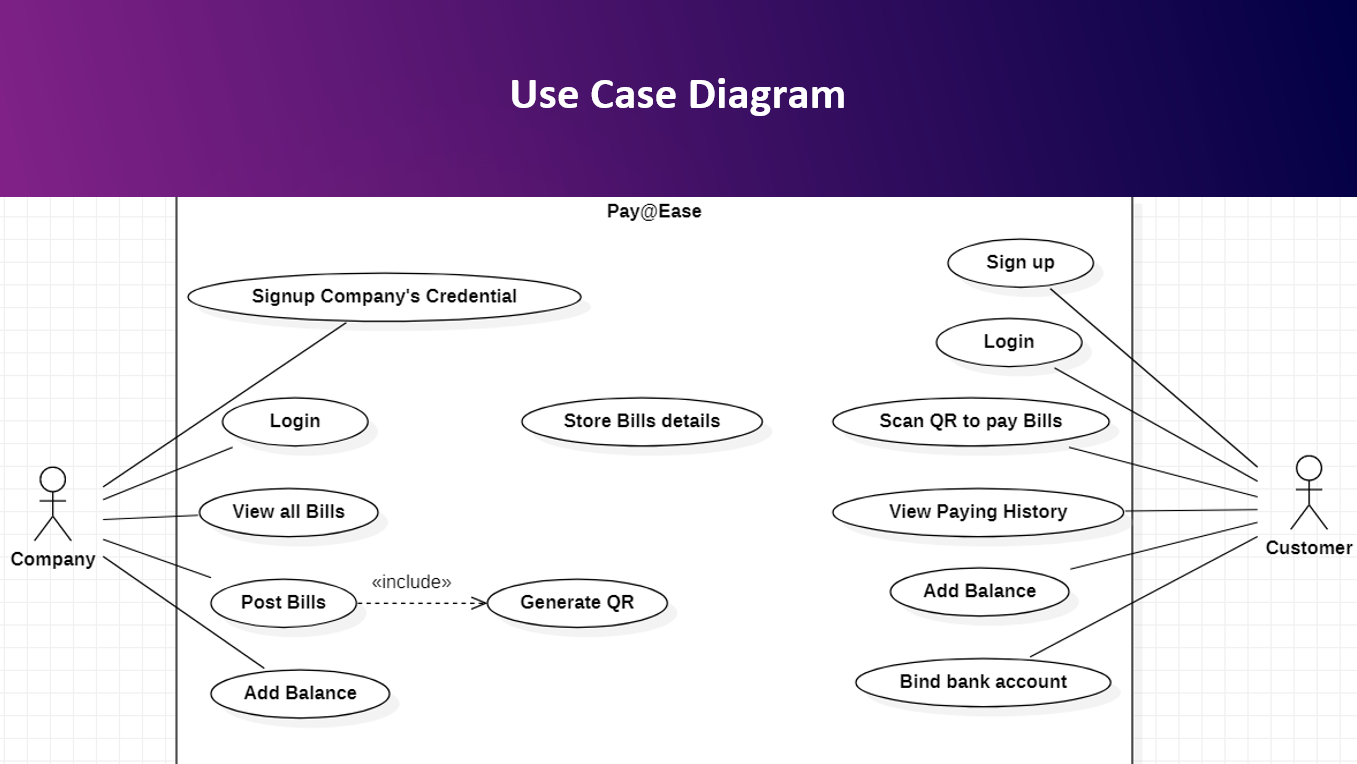 Use Case Diagram
Pay@Ease
Sign up
Signup Company's Credential
Login
Login
Store Bills details
Scan QR to pay Bills
View all Bills
View Paying History
Company
Customer
«include»
Post Bills
Generate QR
Add Balance
Add Balance
Bind bank account